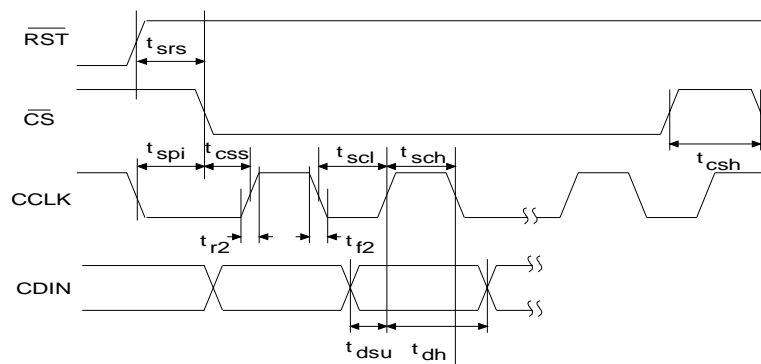 RST
t srs
CS
t spi
t css
t scl
t sch
t csh
CCLK
t r2
t f2
CDIN
t dsu
t dh